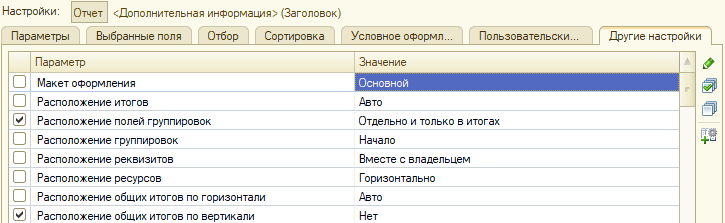 Настройки: Отчет <Дополнительная информация> (Заголовок)
Параметры Выбранные поля Отбор Сортировка Условное оформл... Пользовательски... Другие настройки
Параметр Значение
Макет оформления Основной
Расположение итогов Авто
Расположение полей группировок Отдельно и только в итогах
Расположение группировок Начало
Расположение реквизитов Вместе с владельцем
Расположение ресурсов Горизонтально
Расположение общих итогов по горизонтали Авто
Расположение общих итогов по вертикали Нет